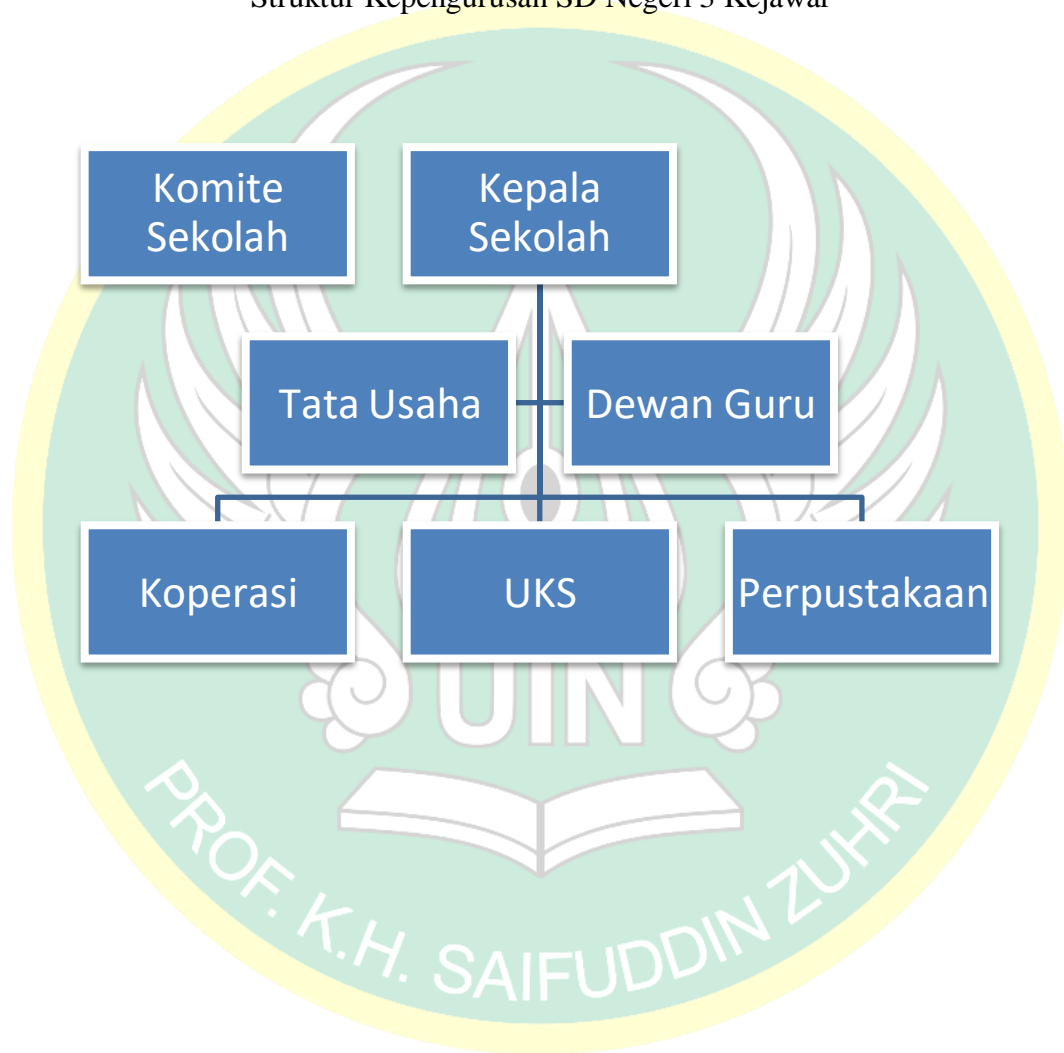 Struktur Kepengurusan SD Negeri 3 Kejawar
Komite
Sekolah
Kepala
Sekolah
Tata Usaha
Dewan Guru
Koperasi
UKS
Perpustakaan
UIN
PROF. K.H. SAIFUDDIN ZUHRI